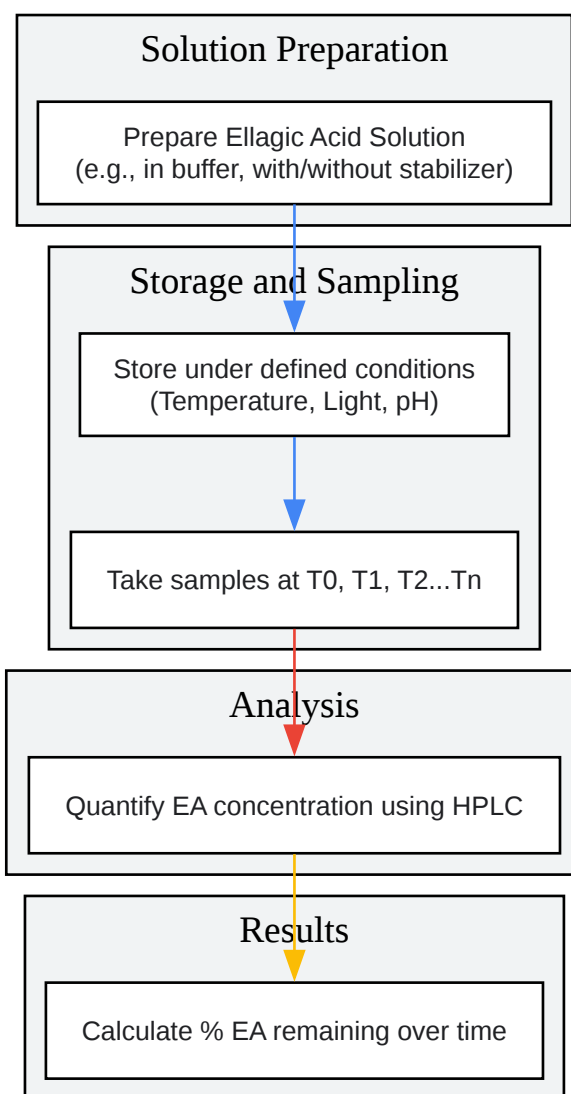 Solution Preparation
Prepare Ellagic Acid Solution
(e.g., in buffer, with/without stabilizer)
Storage and Sampling
Store under defined conditions
(Temperature, Light, pH)
Take samples at T0, T1, T2...Tn
Analysis
Quantify EA concentration using HPLC
Results
Calculate % EA remaining over time